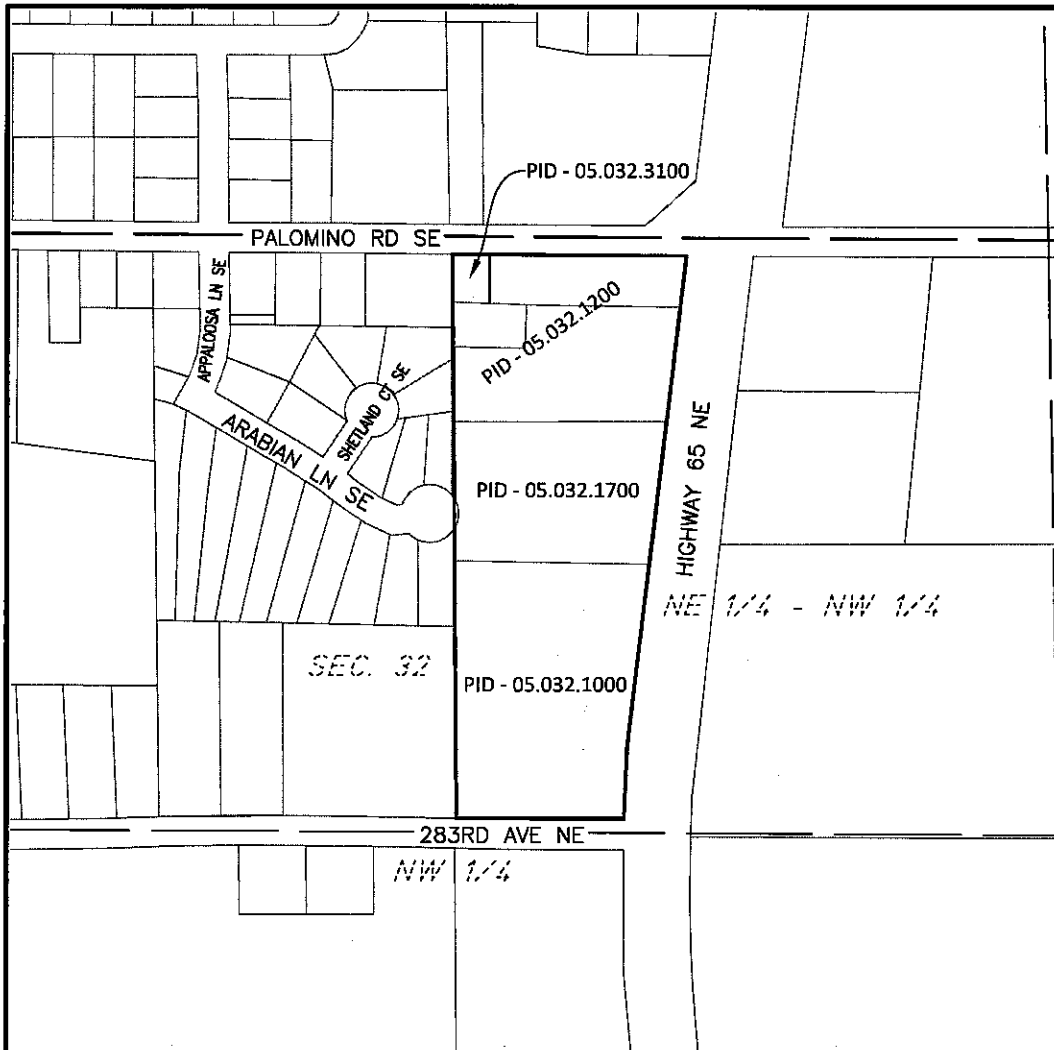 PID - 05.032.3100
PALOMINO RD SE
APPALOOSA LN SE
PID - 05.032.1200
SHETLAND CT SE
ARABIAN LN SE
PID - 05.032.1700
HIGHWAY 65 NE
NE 1/4 - NW 1/4
SEC. 32
PID - 05.032.1000
283RD AVE NE
NW 1/4